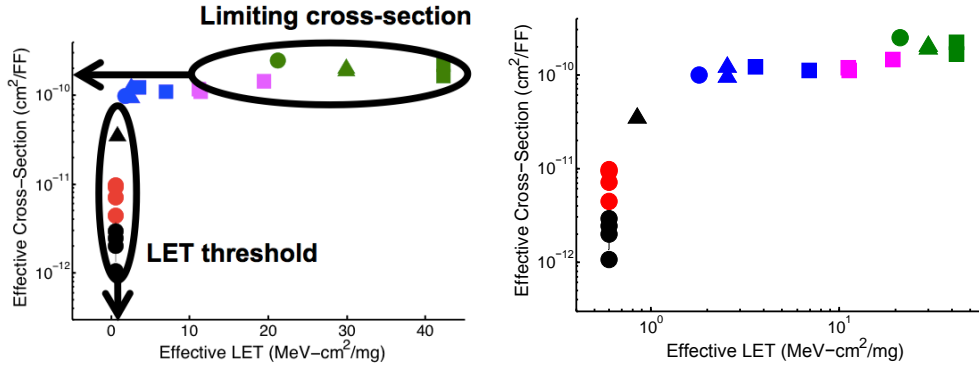 Limiting cross-section
Effective Cross−Section (cm²/FF)
10⁻¹⁰
10⁻¹¹
10⁻¹²
LET threshold
0 10 20 30 40
Effective LET (MeV−cm²/mg)
Effective Cross−Section (cm²/FF)
10⁻¹⁰
10⁻¹¹
10⁻¹²
10⁰ 10¹
Effective LET (MeV−cm²/mg)